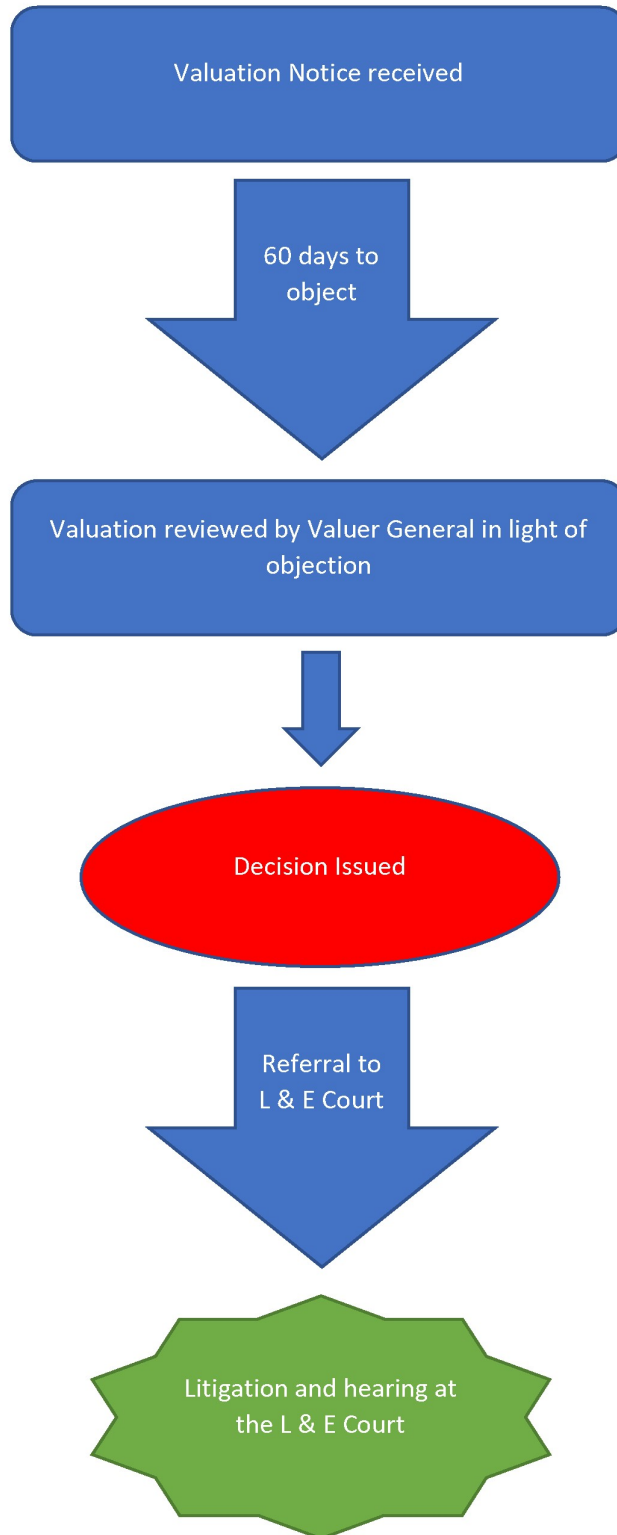 Valuation Notice received
60 days to
object
Valuation reviewed by Valuer General in light of
objection
Decision Issued
Referral to
L & E Court
Litigation and hearing at
the L & E Court